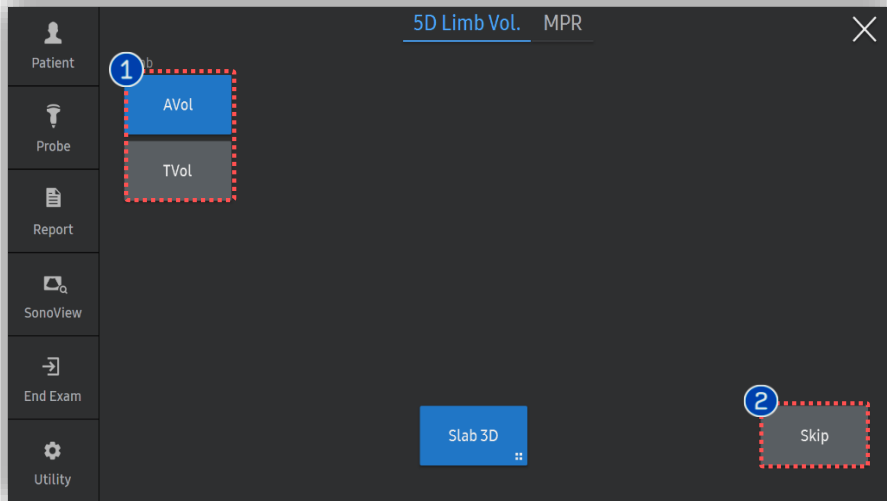 5D Limb Vol. MPR
Patient
1
AVol
Probe
TVol
Report
SonoView
End Exam
2
Slab 3D
Skip
Utility